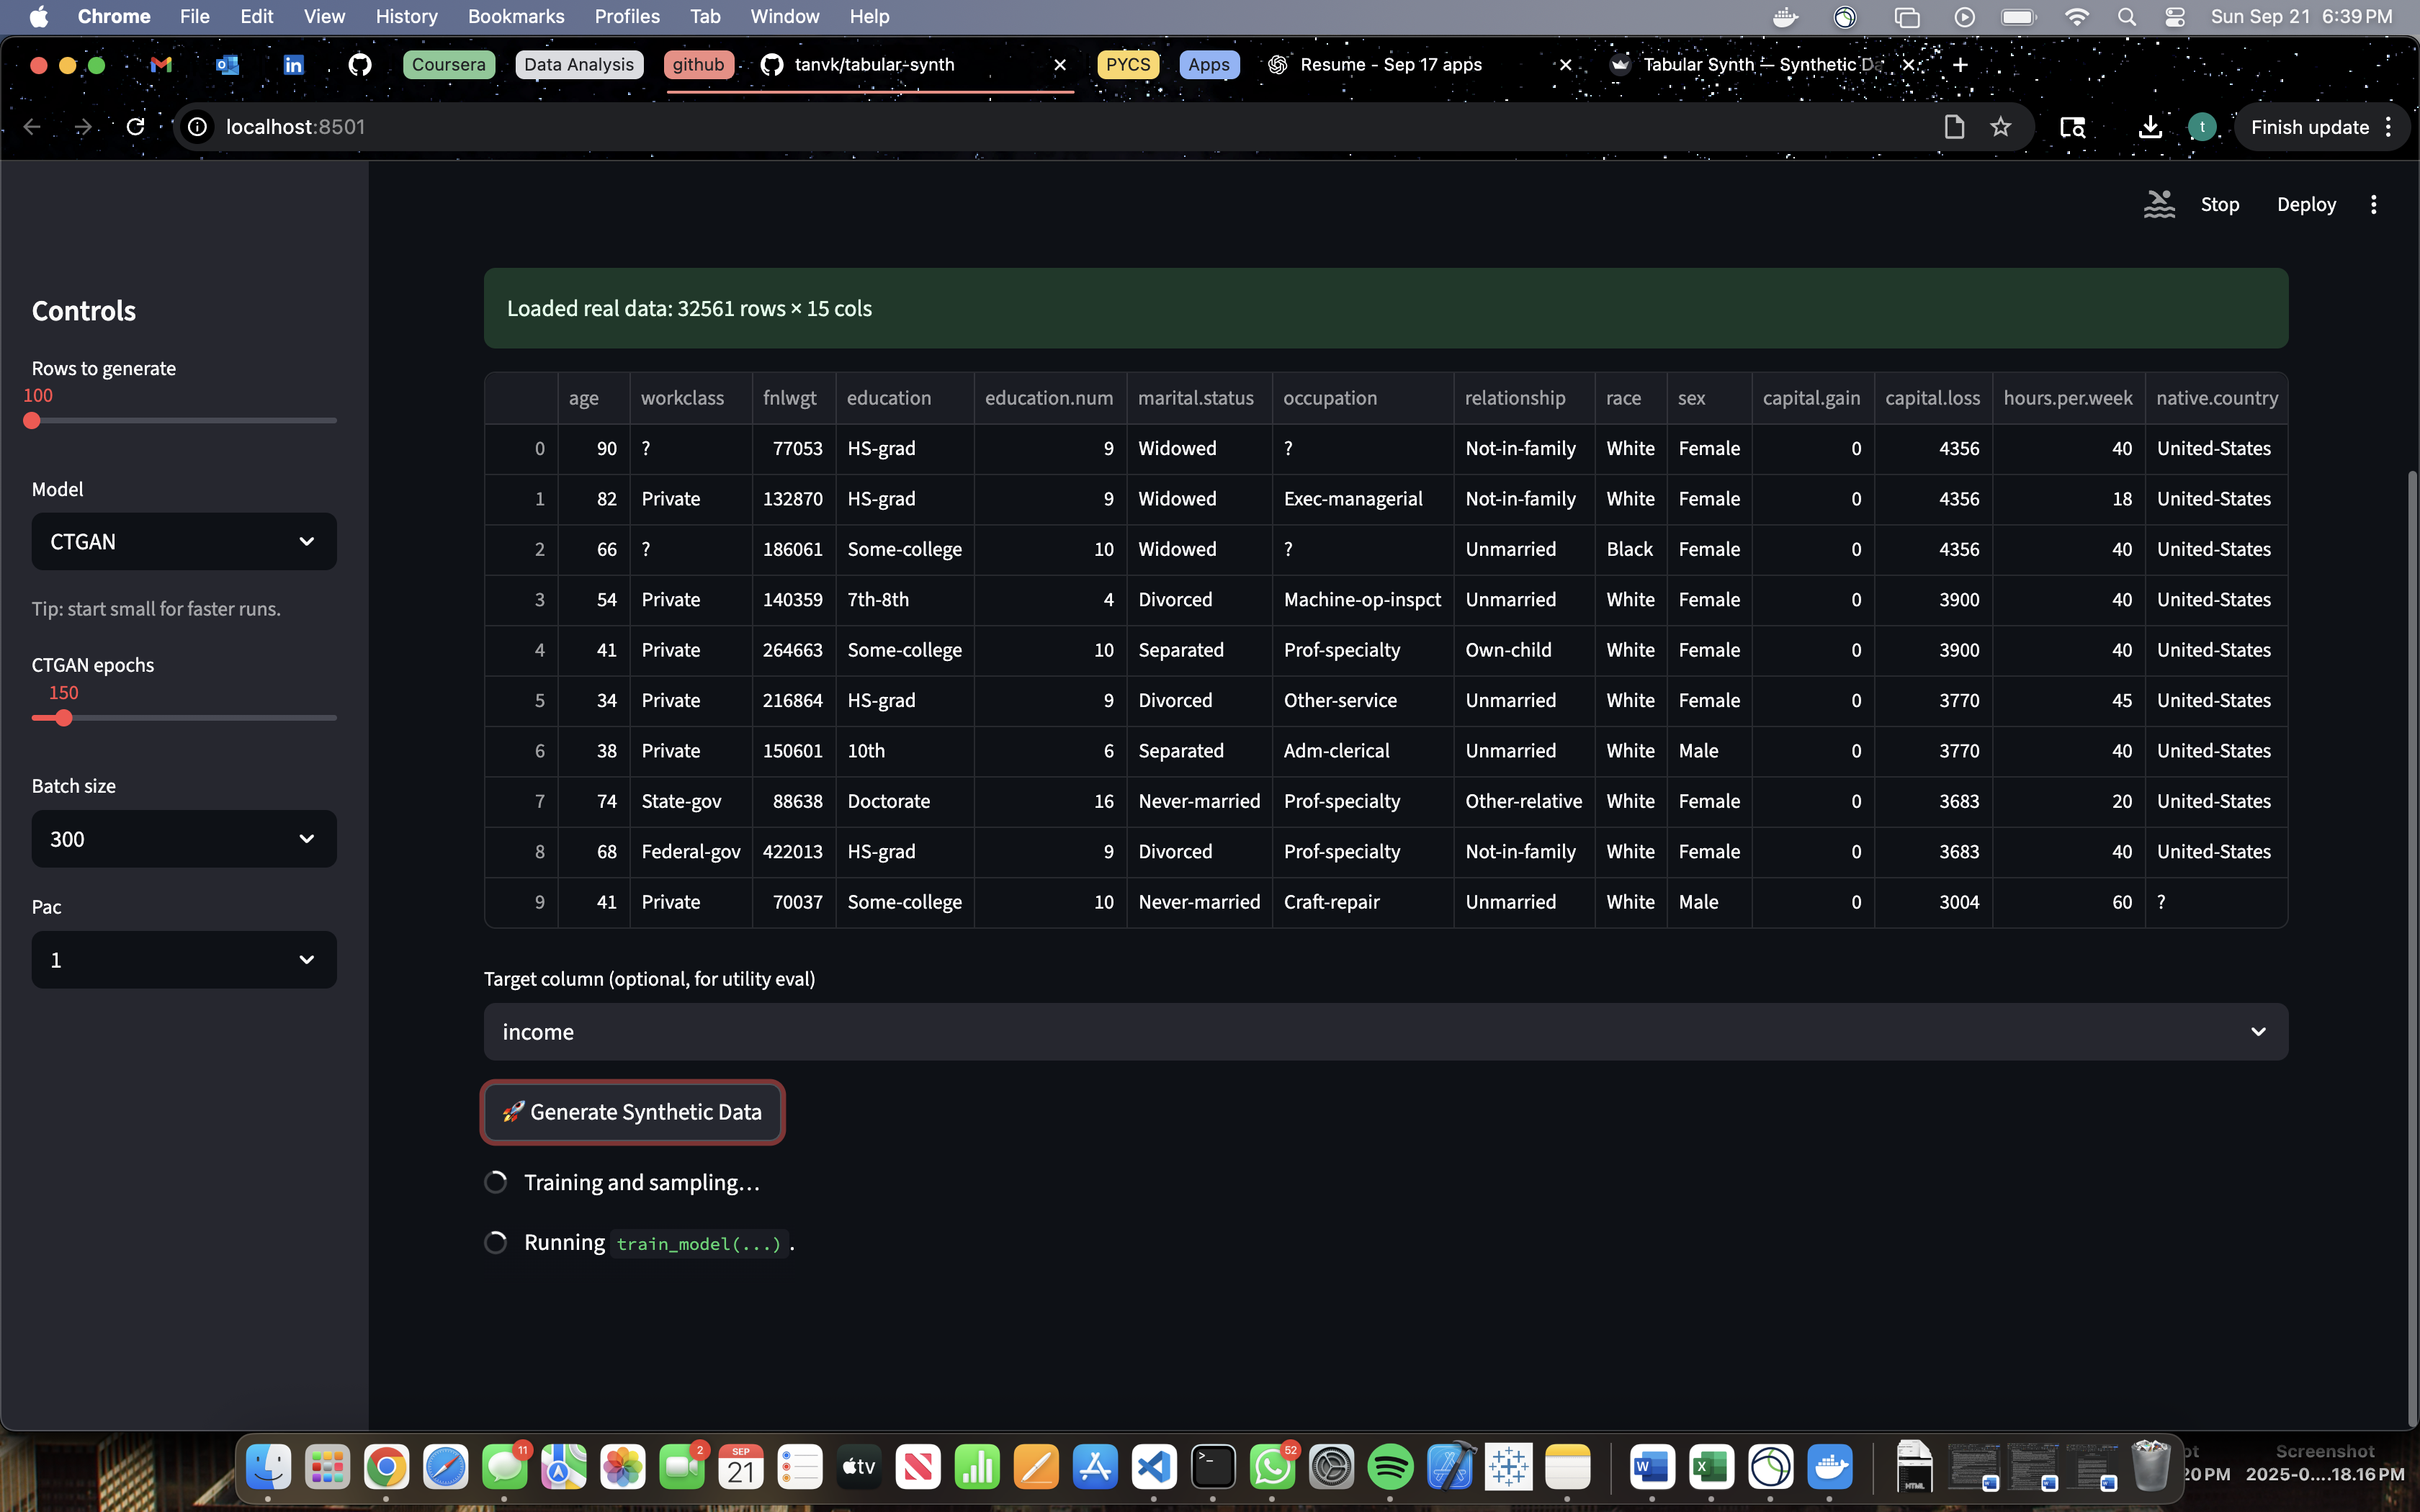 Chrome File Edit View History Bookmarks Profiles Tab Window Help Sun Sep 21 6:39 PM
Coursera Data Analysis github tanvk/tabular-synth PYCS Apps Resume - Sep 17 apps Tabular Synth — Synthetic Da
localhost:8501 t Finish update
Stop Deploy
Controls
Rows to generate
100
Model
CTGAN
Tip: start small for faster runs.
CTGAN epochs
150
Batch size
300
Pac
1
Loaded real data: 32561 rows × 15 cols
age workclass fnlwgt education education.num marital.status occupation relationship race sex capital.gain capital.loss hours.per.week native.country
0 90 ? 77053 HS-grad 9 Widowed ? Not-in-family White Female 0 4356 40 United-States
1 82 Private 132870 HS-grad 9 Widowed Exec-managerial Not-in-family White Female 0 4356 18 United-States
2 66 ? 186061 Some-college 10 Widowed ? Unmarried Black Female 0 4356 40 United-States
3 54 Private 140359 7th-8th 4 Divorced Machine-op-inspct Unmarried White Female 0 3900 40 United-States
4 41 Private 264663 Some-college 10 Separated Prof-specialty Own-child White Female 0 3900 40 United-States
5 34 Private 216864 HS-grad 9 Divorced Other-service Unmarried White Female 0 3770 45 United-States
6 38 Private 150601 10th 6 Separated Adm-clerical Unmarried White Male 0 3770 40 United-States
7 74 State-gov 88638 Doctorate 16 Never-married Prof-specialty Other-relative White Female 0 3683 20 United-States
8 68 Federal-gov 422013 HS-grad 9 Divorced Prof-specialty Not-in-family White Female 0 3683 40 United-States
9 41 Private 70037 Some-college 10 Never-married Craft-repair Unmarried White Male 0 3004 60 ?
Target column (optional, for utility eval)
income
🚀 Generate Synthetic Data
Training and sampling...
Running train_model(...) .
11 2 SEP 21 tv 52 W X HTML
ot Screenshot
20 PM 2025-0....18.16 PM